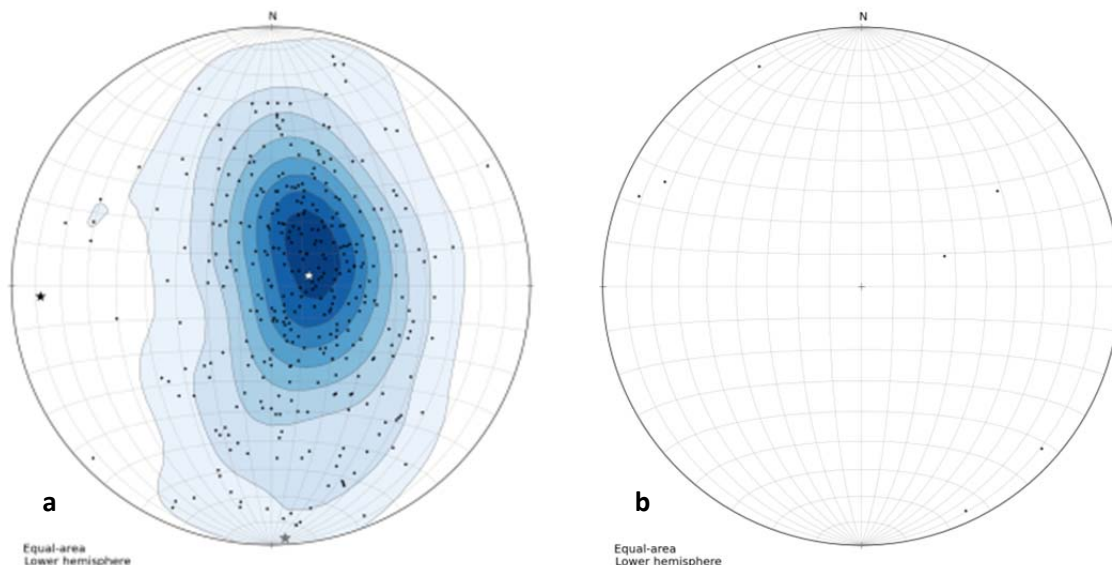 N
a
Equal-area
Lower hemisphere
N
b
Equal-area
Lower hemisphere